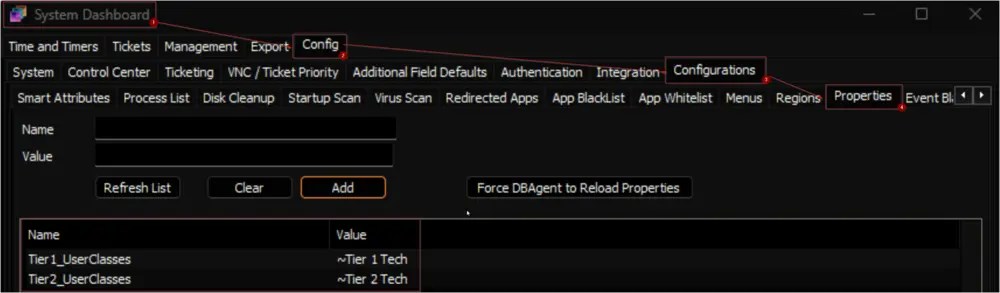 System Dashboard
Time and Timers Tickets Management Export Config
System Control Center Ticketing VNC / Ticket Priority Additional Field Defaults Authentication Integration Configurations
Smart Attributes Process List Disk Cleanup Startup Scan Virus Scan Redirected Apps App BlackList App Whitelist Menus Regions Properties Event Bl
Name
Value
Refresh List Clear Add Force DBAgent to Reload Properties
Name Value
Tier1_UserClasses ~Tier 1 Tech
Tier2_UserClasses ~Tier 2 Tech